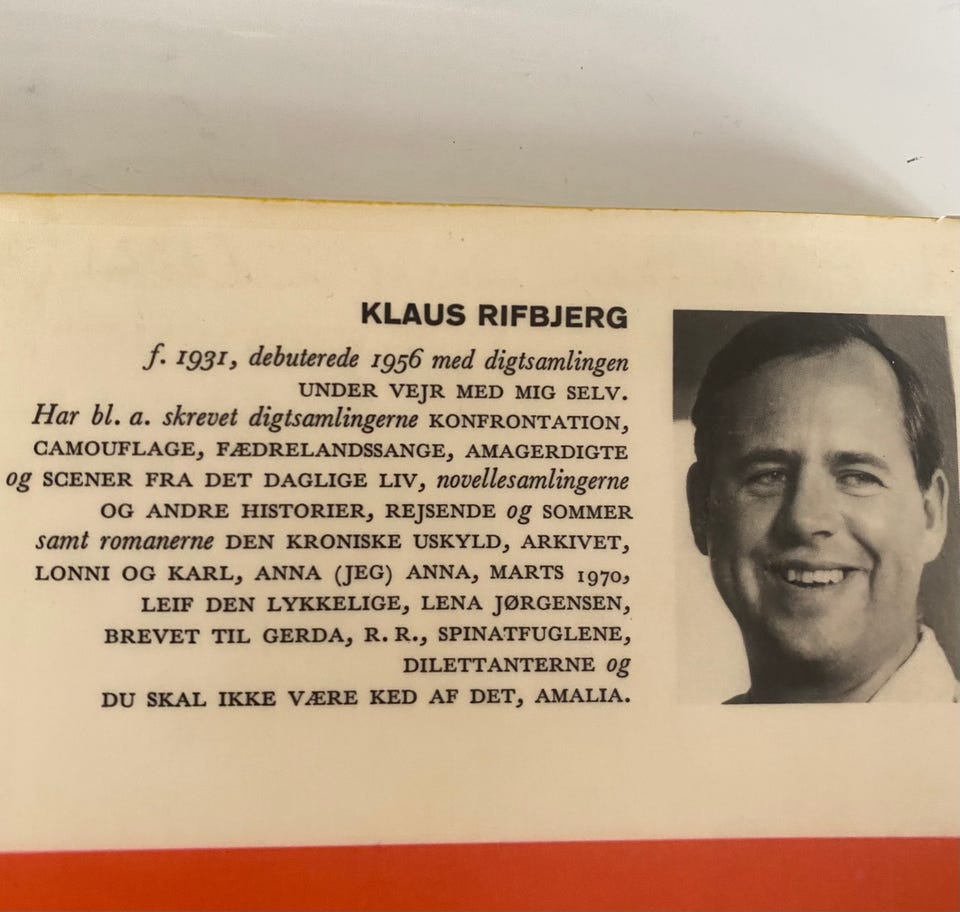 KLAUS RIFBJERG
f. 1931, debuterede 1956 med digtsamlingen
UNDER VEJR MED MIG SELV.
Har bl. a. skrevet digtsamlingerne KONFRONTATION,
CAMOUFLAGE, FÆDRELANDSSANGE, AMAGERDIGTE
og SCENER FRA DET DAGLIGE LIV, novellesamlingerne
OG ANDRE HISTORIER, REJSENDE og SOMMER
samt romanerne DEN KRONISKE USKYLD, ARKIVET,
LONNI OG KARL, ANNA (JEG) ANNA, MARTS 1970,
LEIF DEN LYKKELIGE, LENA JØRGENSEN,
BREVET TIL GERDA, R. R., SPINATFUGLENE,
DILETTANTERNE og
DU SKAL IKKE VÆRE KED AF DET, AMALIA.